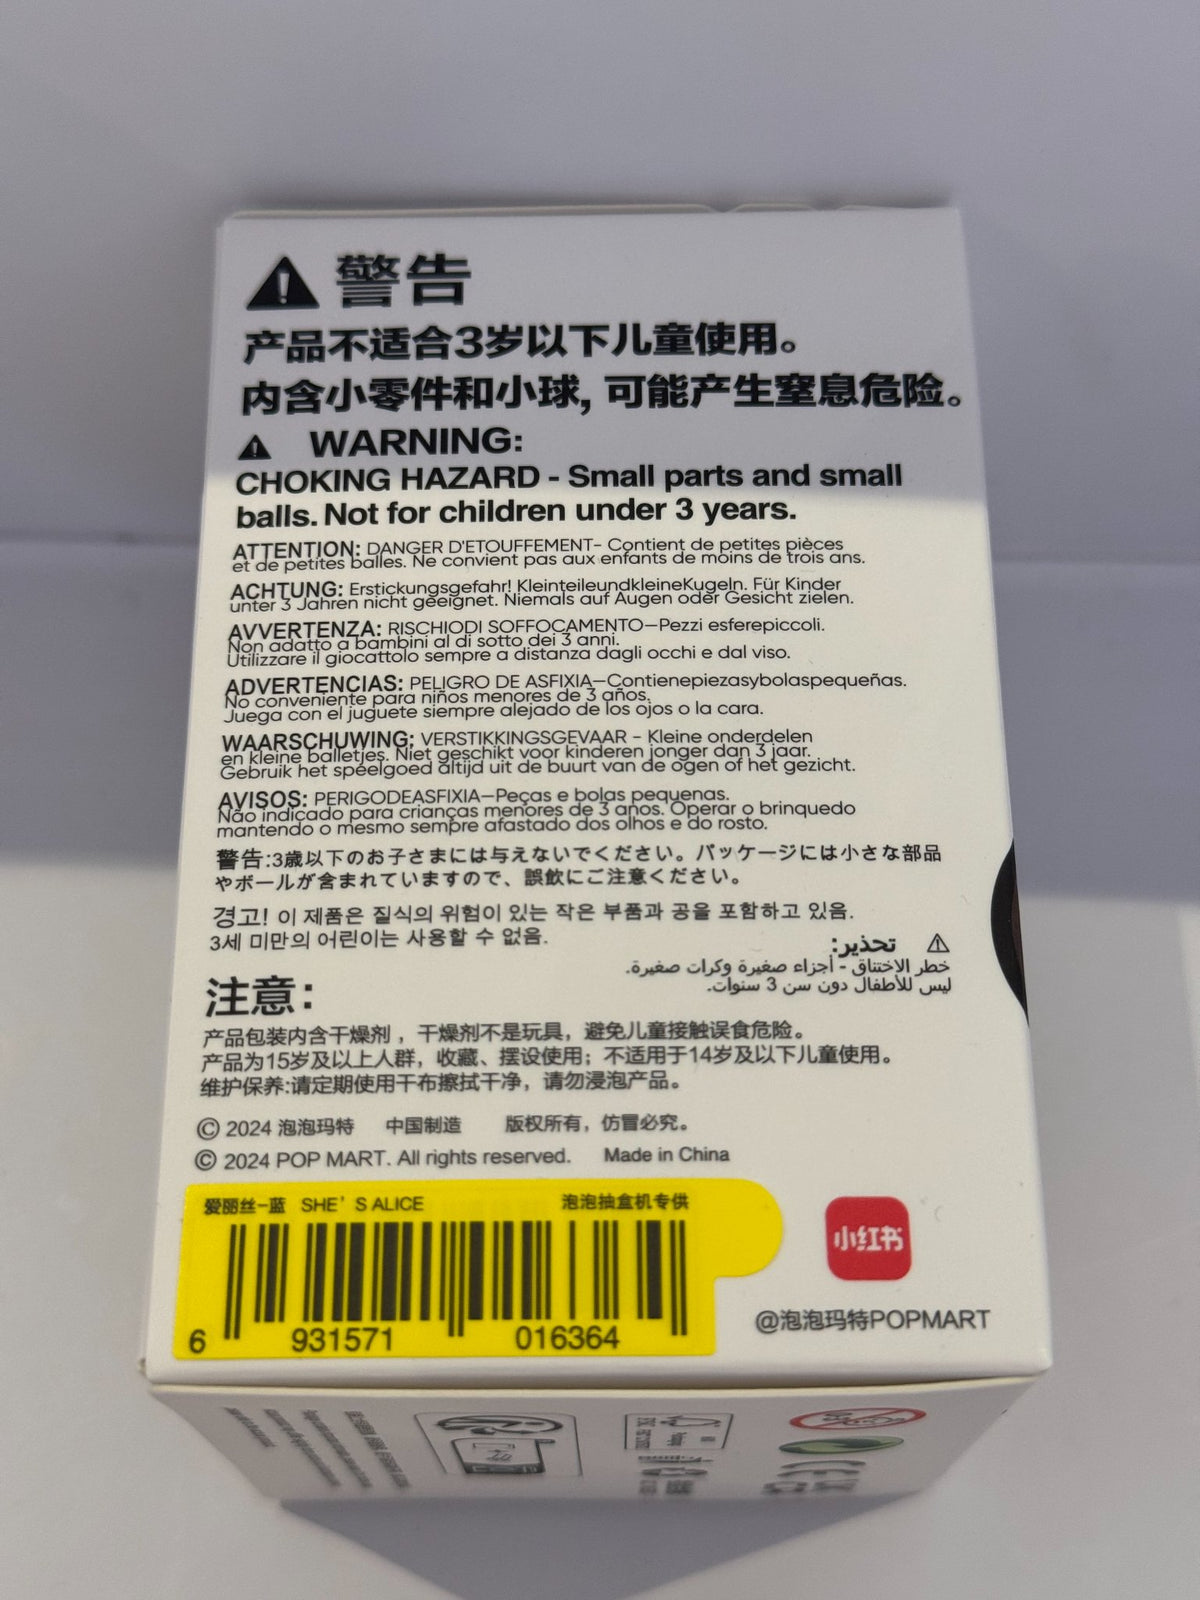 警告
产品不适合3岁以下儿童使用。
内含小零件和小球, 可能产生窒息危险。
WARNING:
CHOKING HAZARD - Small parts and small
balls. Not for children under 3 years.
ATTENTION: DANGER D'ETOUFFEMENT- Contient de petites pièces
et de petites balles. Ne convient pas aux enfants de moins de trois ans.
ACHTUNG: Erstickungsgefahr! KleinteileundkleineKugeln. Für Kinder
unter 3 Jahren nicht geeignet. Niemals auf Augen oder Gesicht zielen.
AVVERTENZA: RISCHIODI SOFFOCAMENTO—Pezzi esferepiccoli.
Non adatto a bambini al di sotto dei 3 anni.
Utilizzare il giocattolo sempre a distanza dagli occhi e dal viso.
ADVERTENCIAS: PELIGRO DE ASFIXIA—Contienepiezasybolaspequeñas.
No conveniente para niños menores de 3 años.
Juega con el juguete siempre alejado de los ojos o la cara.
WAARSCHUWING: VERSTIKKINGSGEVAAR - Kleine onderdelen
en kleine balletjes. Niet geschikt voor kinderen jonger dan 3 jaar.
Gebruik het speelgoed altijd uit de buurt van de ogen of het gezicht.
AVISOS: PERIGODEASFIXIA—Peças e bolas pequenas.
Não indicado para crianças menores de 3 anos. Operar o brinquedo
mantendo o mesmo sempre afastado dos olhos e do rosto.
警告:3歳以下のお子さまには与えないでください。パッケージには小さな部品
やボールが含まれていますので、誤飲にご注意ください。
경고! 이 제품은 질식의 위험이 있는 작은 부품과 공을 포함하고 있음.
3세 미만의 어린이는 사용할 수 없음.
تحذير:
خطر الاختناق - أجزاء صغيرة وكرات صغيرة.
ليس للأطفال دون سن 3 سنوات.
注意：
产品包装内含干燥剂，干燥剂不是玩具，避免儿童接触误食危险。
产品为15岁及以上人群，收藏、摆设使用；不适用于14岁及以下儿童使用。
维护保养:请定期使用干布擦拭干净，请勿浸泡产品。
© 2024 泡泡玛特 中国制造 版权所有，仿冒必究。
© 2024 POP MART. All rights reserved. Made in China
爱丽丝-蓝 SHE'S ALICE 泡泡抽盒机专供
6 931571 016364
小红书
@泡泡玛特POPMART